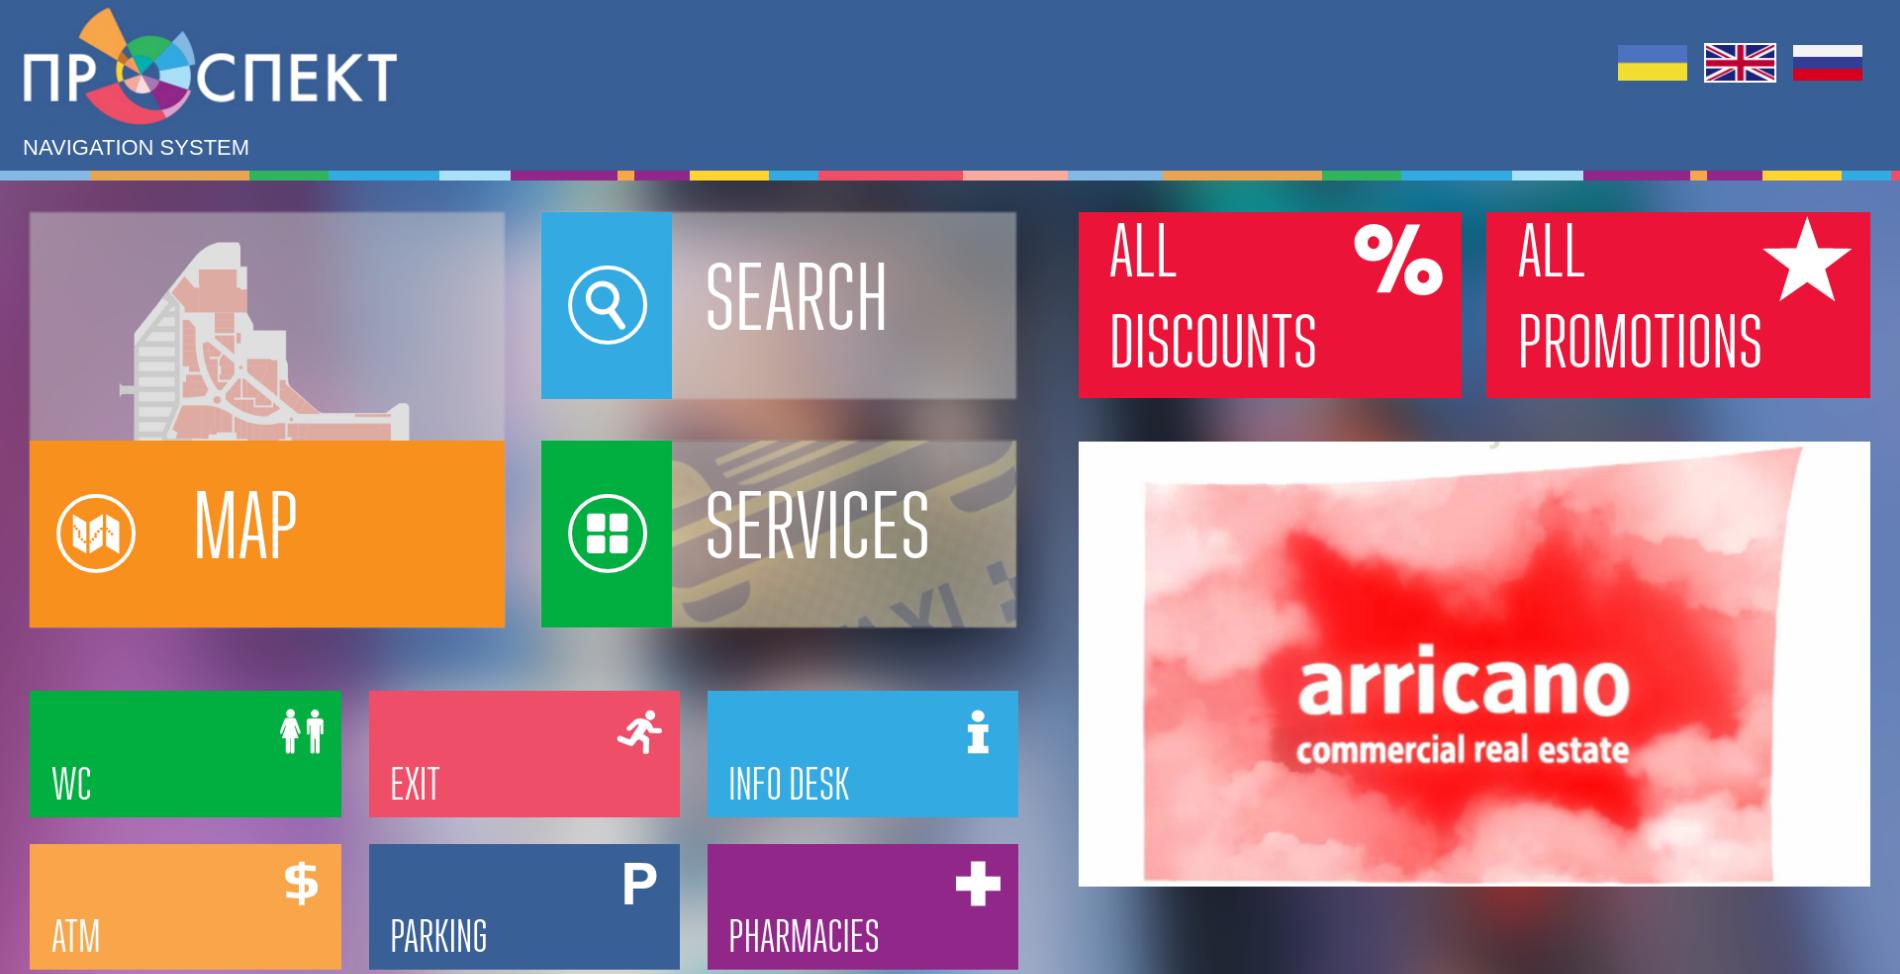 ПРОСПЕКТ
NAVIGATION SYSTEM
SEARCH
ALL
DISCOUNTS
%
ALL
PROMOTIONS
MAP
SERVICES
TAXI
arricano
commercial real estate
WC
EXIT
INFO DESK
i
$
ATM
P
PARKING
PHARMACIES